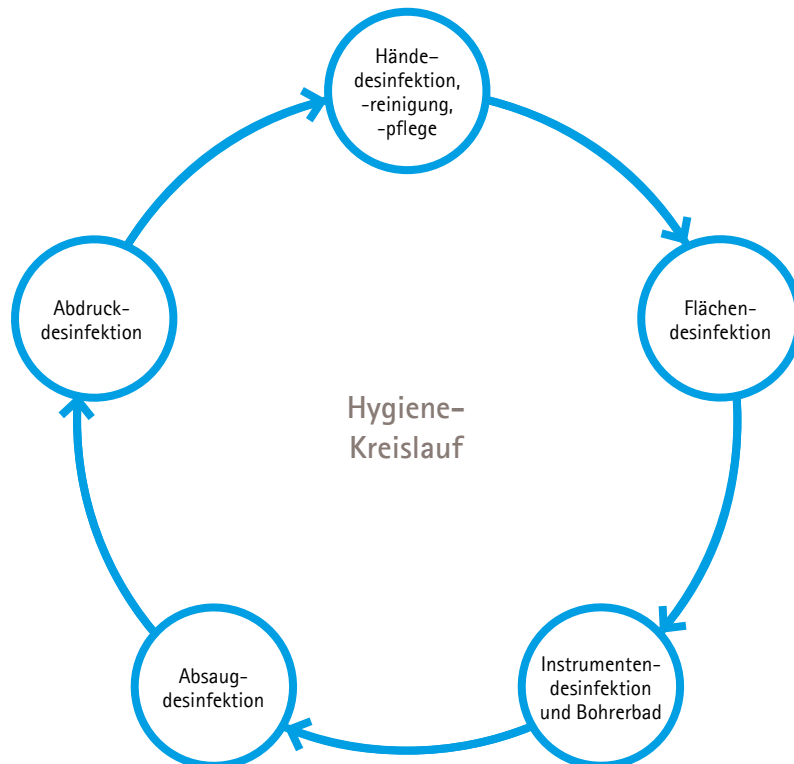 Hände-
desinfektion,
-reinigung,
-pflege
Flächen-
desinfektion
Instrumenten-
desinfektion
und Bohrerbad
Absaug-
desinfektion
Abdruck-
desinfektion
Hygiene-
Kreislauf